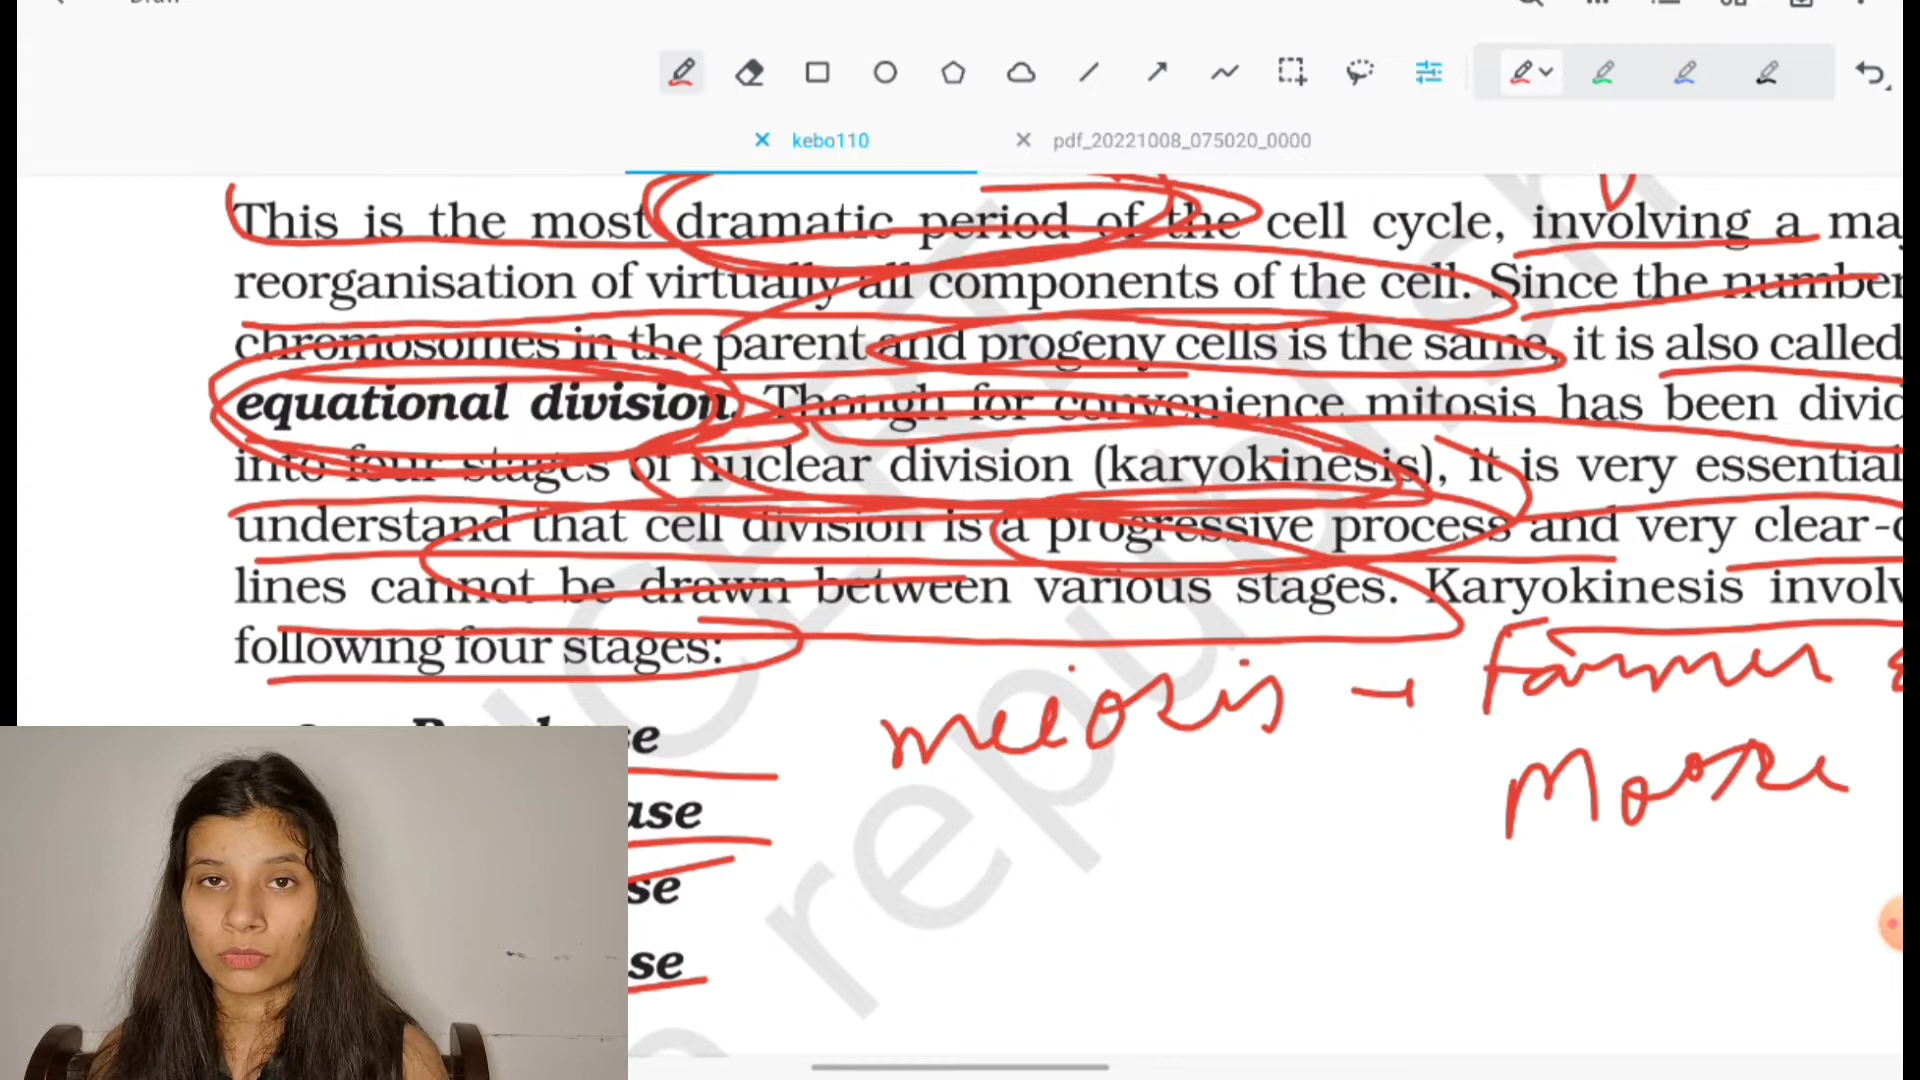 kebo110
pdf_20221008_075020_0000
This is the most dramatic period of the cell cycle, involving a
reorganisation of virtually all components of the cell. Since the number
chromosomes in the parent and progeny cells is the same, it is also called
equational division. Though for convenience mitosis has been
into four stages of nuclear division (karyokinesis), it is very essential
understand that cell division is a progressive process and very
lines cannot be drawn between various stages. Karyokinesis
following four stages:
meiosis → Farmer &
Moore